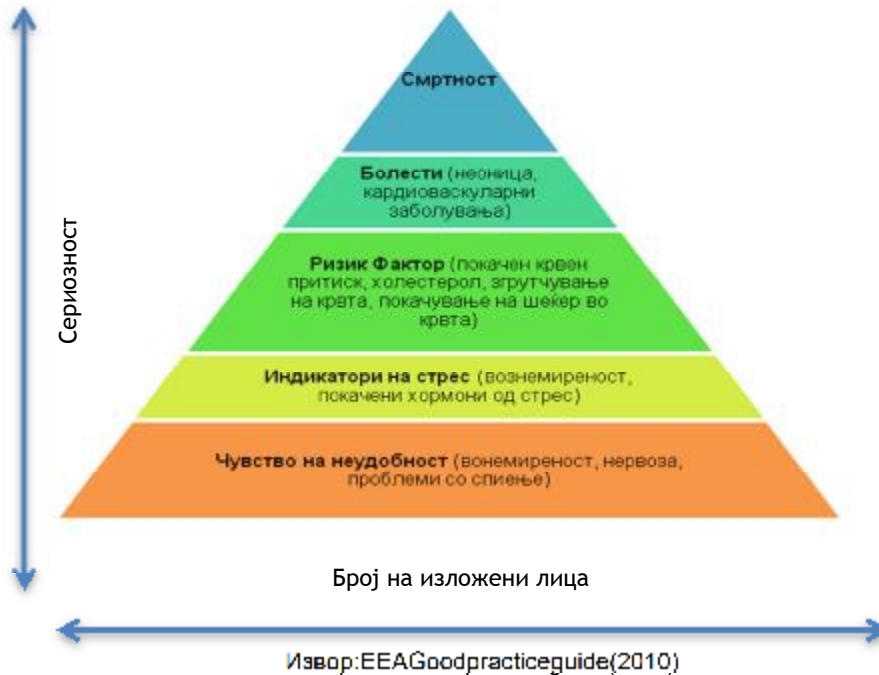 Смртност
Болести (неоница,
кардиоваскуларни
заболувања)
Ризик Фактор (покачен крвен
притиск, холестерол, згрутчување
на крвта, покачување на шеќер во
крвта)
Индикатори на стрес (вознемиреност,
покачени хормони од стрес)
Чувство на неудобност (вонемиреност, нервоза,
проблеми со спиење)
Сериозност
Број на изложени лица
Извор:EEAGoodpracticeguide(2010)